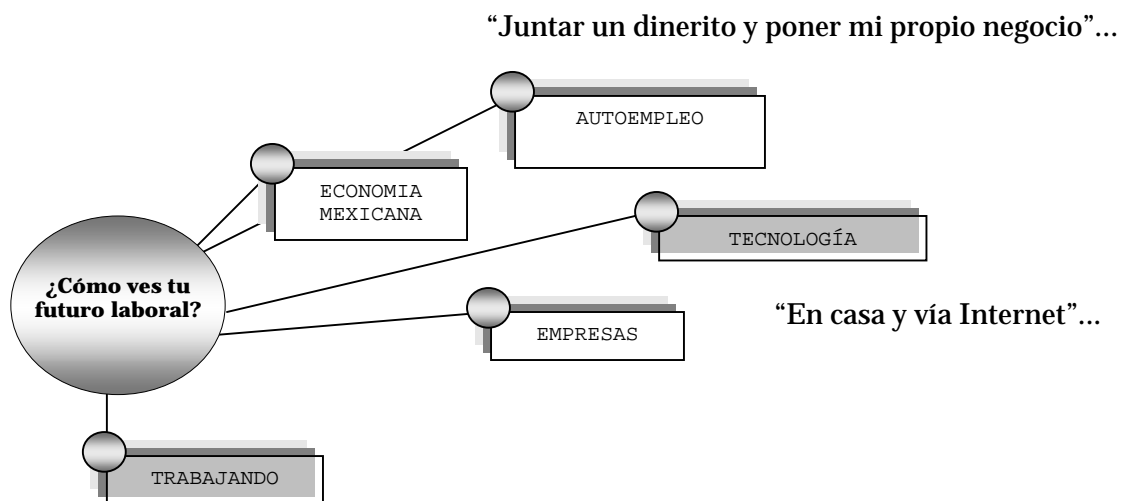 “Juntar un dinerito y poner mi propio negocio”...
AUTOEMPLEO
ECONOMIA
MEXICANA
TECNOLOGÍA
¿Cómo ves tu
futuro laboral?
“En casa y vía Internet”...
EMPRESAS
TRABAJANDO